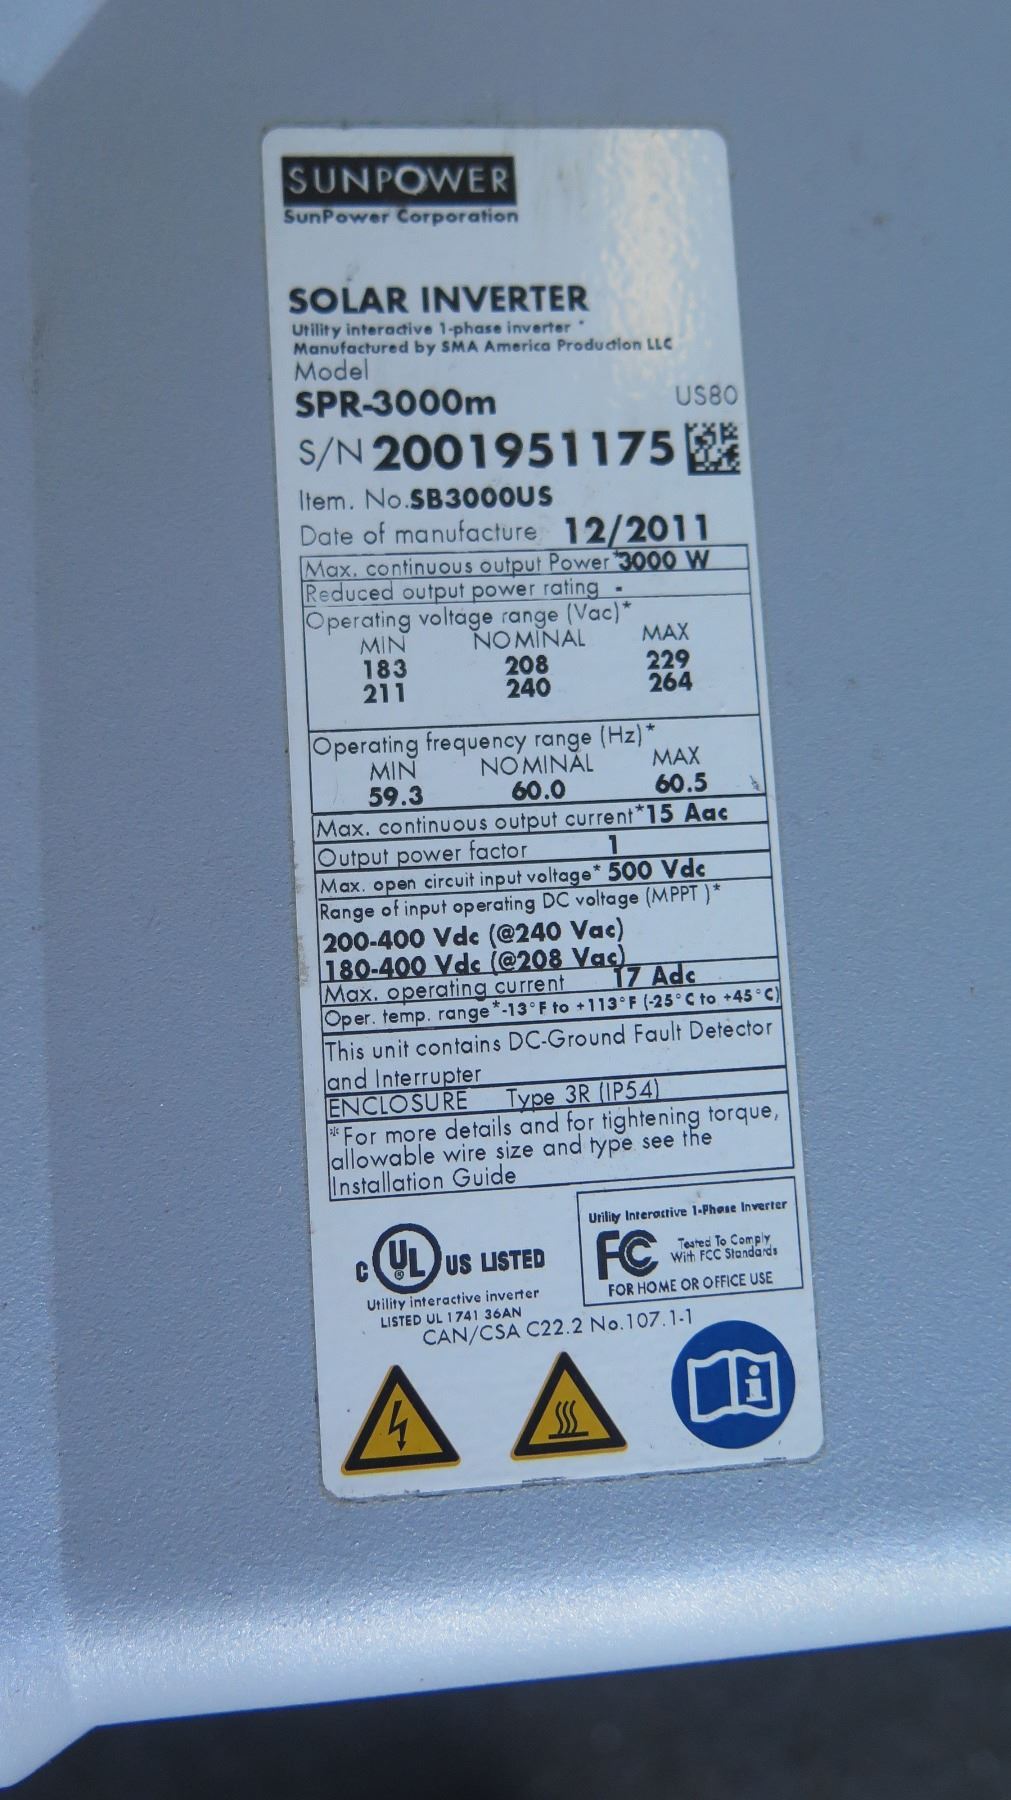 SUNPOWER
SunPower Corporation
SOLAR INVERTER
Utility interactive 1-phase inverter
Manufactured by SMA America Production LLC
Model
SPR-3000m US80
S/N 2001951175
Item. No.SB3000US
Date of manufacture 12/2011
Max. continuous output Power*3000 W
Reduced output power rating -
Operating voltage range (Vac)*
MIN NOMINAL MAX
183 208 229
211 240 264
Operating frequency range (Hz)*
MIN NOMINAL MAX
59.3 60.0 60.5
Max. continuous output current*15 Aac
Output power factor 1
Max. open circuit input voltage* 500 Vdc
Range of input operating DC voltage (MPPT )*
200-400 Vdc (@240 Vac)
180-400 Vdc (@208 Vac)
Max. operating current 17 Adc
Oper. temp. range*-13°F to +113°F (-25°C to +45°C)
This unit contains DC-Ground Fault Detector
and Interrupter
ENCLOSURE Type 3R (IP54)
*For more details and for tightening torque,
allowable wire size and type see the
Installation Guide
C UL ® US LISTED
Utility interactive inverter
LISTED UL 1741 36AN
CAN/CSA C22.2 No.107.1-1
Utility Interactive 1-Phase Inverter
FC Tested To Comply
With FCC Standards
FOR HOME OR OFFICE USE
i